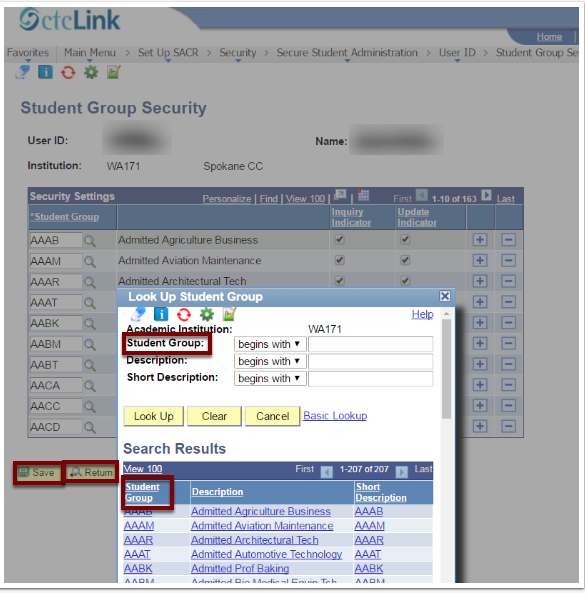 ctcLink
Home
Favorites | Main Menu > Set Up SACR > Security > Secure Student Administration > User ID > Student Group Se
Student Group Security
User ID: Name:
Institution: WA171 Spokane CC
Security Settings Personalize | Find | View 100 | First 1-10 of 163 Last
*Student Group Inquiry Indicator Update Indicator
AAAB Admitted Agriculture Business
AAAM Admitted Aviation Maintenance
AAAR Admitted Architectural Tech
AAAT
AABK
AABM
AABT
AACA
AACC
AACD
Save Return
Look Up Student Group
Help
Academic Institution: WA171
Student Group: begins with
Description: begins with
Short Description: begins with
Look Up Clear Cancel Basic Lookup
Search Results
View 100 First 1-207 of 207 Last
Student Group Description Short Description
AAAB Admitted Agriculture Business AAAB
AAAM Admitted Aviation Maintenance AAAM
AAAR Admitted Architectural Tech AAAR
AAAT Admitted Automotive Technology AAAT
AABK Admitted Prof Baking AABK
AABM Admitted Bio Medical Equip Tch AABM